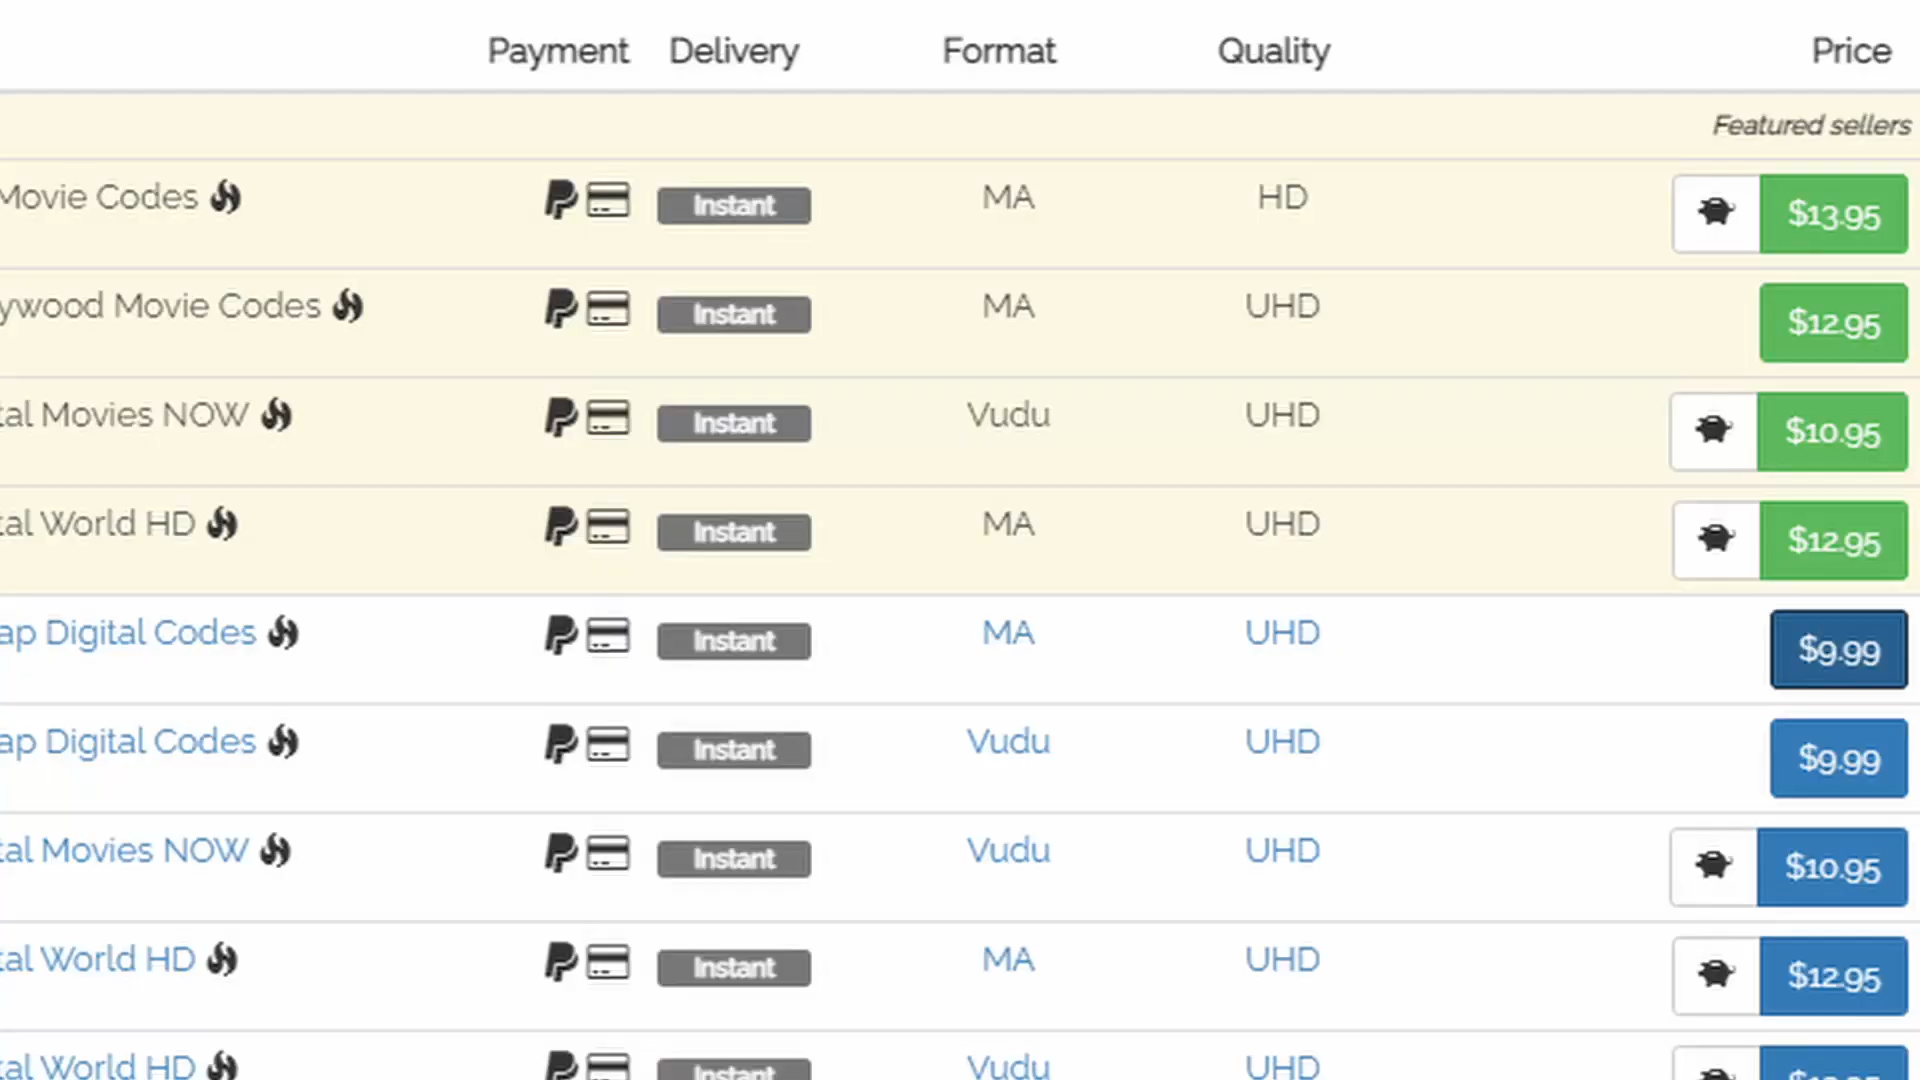 Payment Delivery Format Quality Price
Featured sellers
Movie Codes Instant MA HD $13.95
ywood Movie Codes Instant MA UHD $12.95
tal Movies NOW Instant Vudu UHD $10.95
tal World HD Instant MA UHD $12.95
ap Digital Codes Instant MA UHD $9.99
ap Digital Codes Instant Vudu UHD $9.99
tal Movies NOW Instant Vudu UHD $10.95
tal World HD Instant MA UHD $12.95
tal World HD Instant Vudu UHD